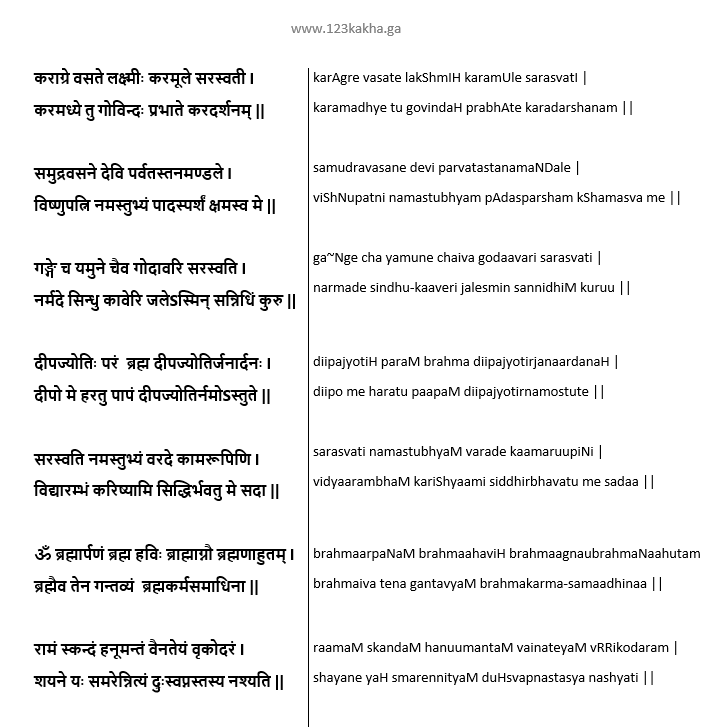 www.123kakha.ga
कराग्रे वसते लक्ष्मीः करमूले सरस्वती ।
करमध्ये तु गोविन्दः प्रभाते करदर्शनम् ||
समुद्रवसने देवि पर्वतस्तनमण्डले ।
विष्णुपत्नि नमस्तुभ्यं पादस्पर्शं क्षमस्व मे ||
गङ्गे च यमुने चैव गोदावरि सरस्वति ।
नर्मदे सिन्धु कावेरि जलेऽस्मिन् सन्निधिं कुरु ||
दीपज्योतिः परं ब्रह्म दीपज्योतिर्जनार्दनः ।
दीपो मे हरतु पापं दीपज्योतिर्नमोऽस्तुते ||
सरस्वति नमस्तुभ्यं वरदे कामरूपिणि ।
विद्यारम्भं करिष्यामि सिद्धिर्भवतु मे सदा ||
ॐ ब्रह्मार्पणं ब्रह्म हविः ब्राह्माग्नौ ब्रह्मणाहुतम् ।
ब्रह्मैव तेन गन्तव्यं ब्रह्मकर्मसमाधिना ||
रामं स्कन्दं हनूमन्तं वैनतेयं वृकोदरं ।
शयने यः समरेन्नित्यं दुःस्वप्नस्तस्य नश्यति ||
karAgre vasate lakShmIH karamUle sarasvatI |
karamadhye tu govindaH prabhAte karadarshanam ||
samudravasane devi parvatastanamaNDale |
viShNupatni namastubhyam pAdasparsham kShamasva me ||
ga~Nge cha yamune chaiva godaavari sarasvati |
narmade sindhu-kaaveri jalesmin sannidhiM kuruu ||
diipajyotiH paraM brahma diipajyotirjanaardanaH |
diipo me haratu paapaM diipajyotirnamostute ||
sarasvati namastubhyaM varade kaamaruupiNi |
vidyaarambhaM kariShyaami siddhirbhavatu me sadaa ||
brahmaarpaNaM brahmaahaviH brahmaagnaubrahmaNaahutam
brahmaiva tena gantavyaM brahmakarma-samaadhinaa ||
raamaM skandaM hanuumantaM vainateyaM vRRikodaram |
shayane yaH smarennityaM duHsvapnastasya nashyati ||